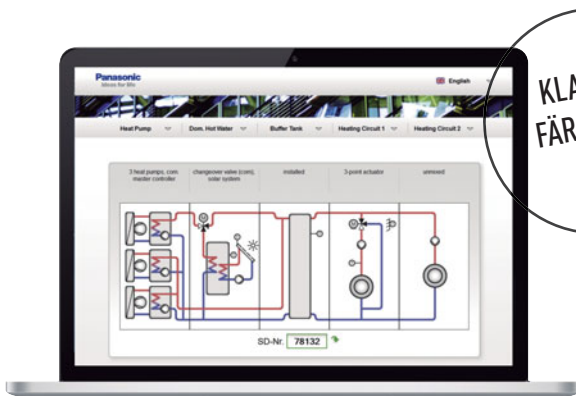 Panasonic
ideas for life
English
KLA
FÄR
Heat Pump
Dom. Hot Water
Buffer Tank
Heating Circuit 1
Heating Circuit 2
3 heat pumps, com.
master controller
changeover valve (com),
solar system
installed
3-point actuator
unmixed
SD-Nr. 78132